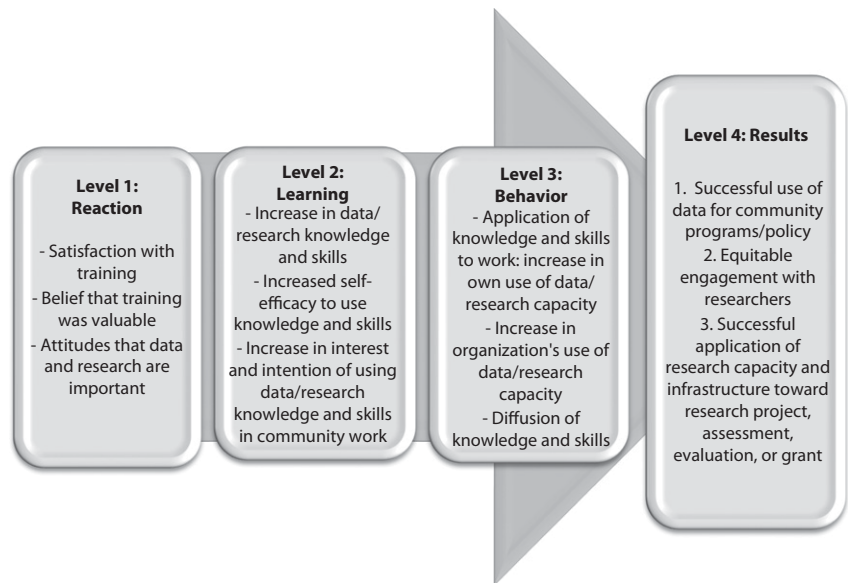 Level 1:
Reaction
- Satisfaction with
training
- Belief that training
was valuable
- Attitudes that data
and research are
important
Level 2:
Learning
- Increase in data/
research knowledge
and skills
- Increased self-
efficacy to use
knowledge and skills
- Increase in interest
and intention of using
data/research
knowledge and skills
in community work
Level 3:
Behavior
- Application of
knowledge and skills
to work: increase in
own use of data/
research capacity
- Increase in
organization's use of
data/research
capacity
- Diffusion of
knowledge and skills
Level 4: Results
1. Successful use of
data for community
programs/policy
2. Equitable
engagement with
researchers
3. Successful
application of
research capacity and
infrastructure toward
research project,
assessment,
evaluation, or grant